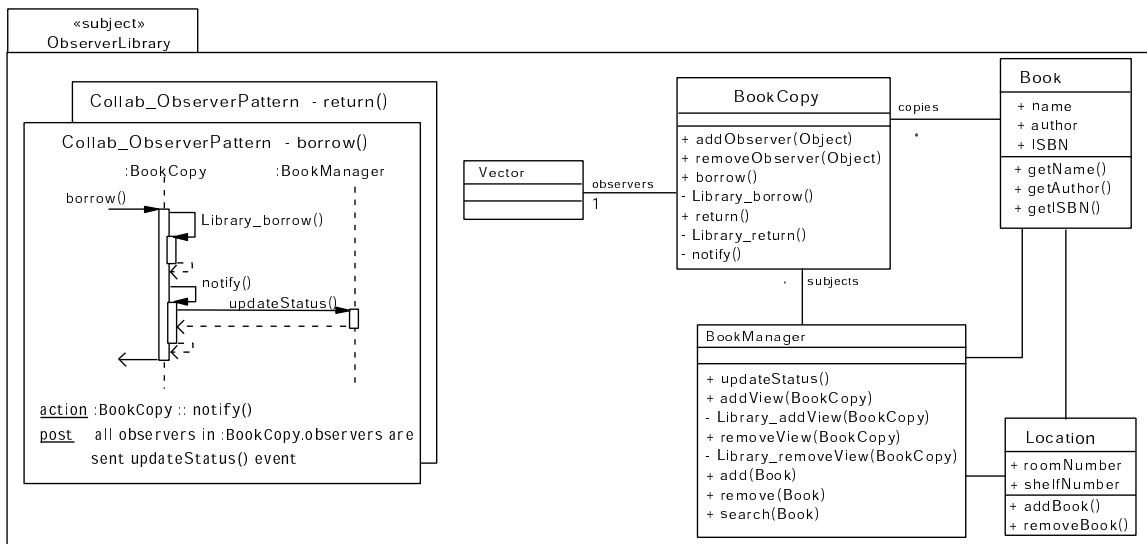 «subject»
ObserverLibrary
Collab_ObserverPattern - return()
Collab_ObserverPattern - borrow()
:BookCopy :BookManager
borrow()
Library_borrow()
notify()
updateStatus()
action :BookCopy :: notify()
post all observers in :BookCopy.observers are
sent updateStatus() event
Vector
observers
1
BookCopy
+ addObserver(Object)
+ removeObserver(Object)
+ borrow()
- Library_borrow()
+ return()
- Library_return()
- notify()
copies
*
Book
+ name
+ author
+ ISBN
+ getName()
+ getAuthor()
+ getISBN()
* subjects
BookManager
+ updateStatus()
+ addView(BookCopy)
- Library_addView(BookCopy)
+ removeView(BookCopy)
- Library_removeView(BookCopy)
+ add(Book)
+ remove(Book)
+ search(Book)
Location
+ roomNumber
+ shelfNumber
+ addBook()
+ removeBook()